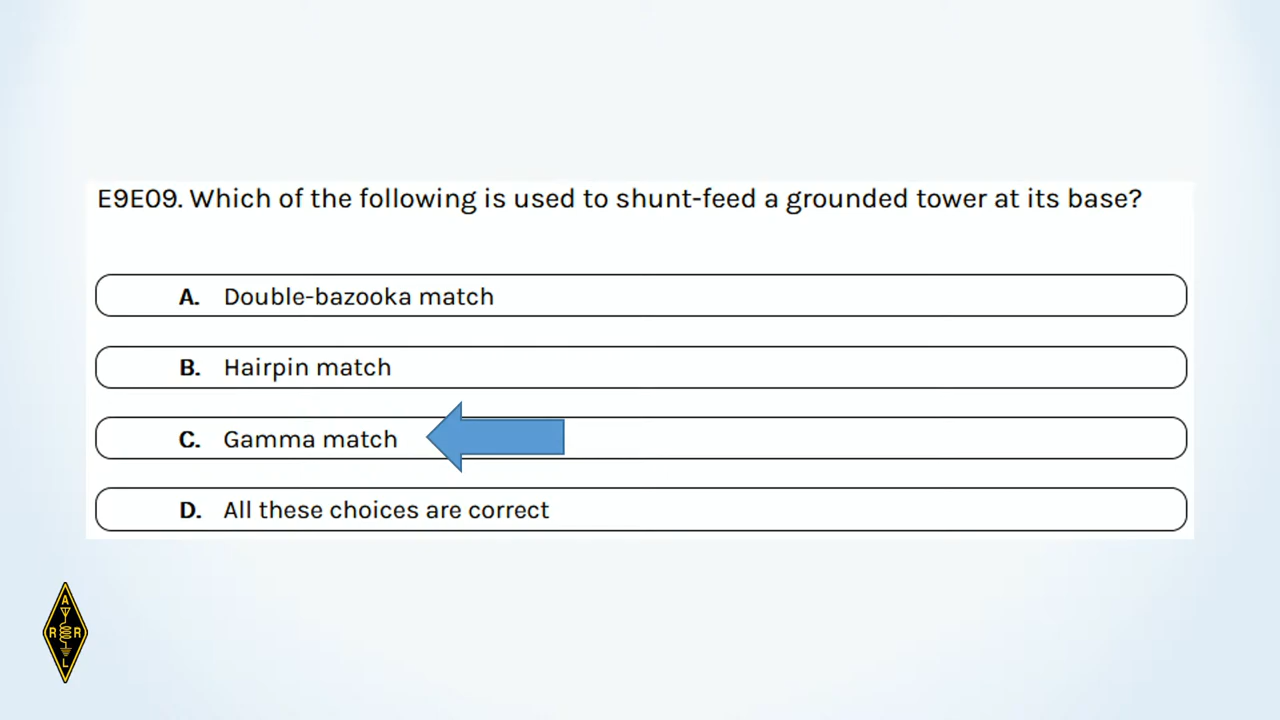 E9E09. Which of the following is used to shunt-feed a grounded tower at its base?
A. Double-bazooka match
B. Hairpin match
C. Gamma match
D. All these choices are correct
A
R R
L